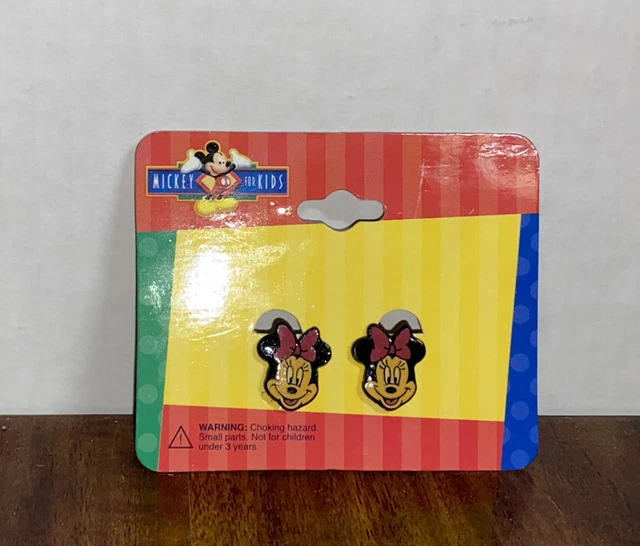 MICKEY FOR KIDS
WARNING: Choking hazard.
Small parts. Not for children
under 3 years.